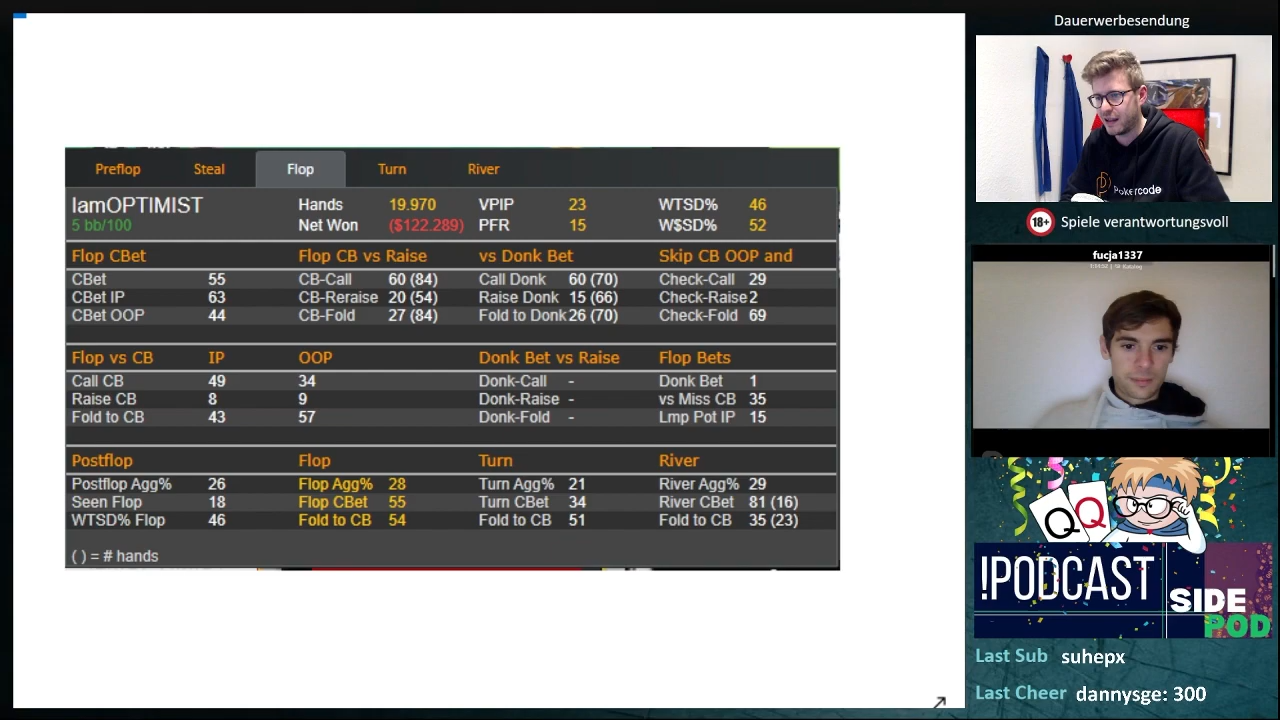 Dauerwerbesendung
Preflop Steal Flop Turn River
IamOPTIMIST Hands 19.970 VPIP 23 WTSD% 46
5 bb/100 Net Won ($122.289) PFR 15 W$SD% 52
Flop CBet Flop CB vs Raise vs Donk Bet Skip CB OOP and
CBet 55 CB-Call 60 (84) Call Donk 60 (70) Check-Call 29
CBet IP 63 CB-Reraise 20 (54) Raise Donk 15 (66) Check-Raise 2
CBet OOP 44 CB-Fold 27 (84) Fold to Donk 26 (70) Check-Fold 69
Flop vs CB IP OOP Donk Bet vs Raise Flop Bets
Call CB 49 34 Donk-Call - Donk Bet 1
Raise CB 8 9 Donk-Raise - vs Miss CB 35
Fold to CB 43 57 Donk-Fold - Lmp Pot IP 15
Postflop Flop Turn River
Postflop Agg% 26 Flop Agg% 28 Turn Agg% 21 River Agg% 29
Seen Flop 18 Flop CBet 55 Turn CBet 34 River CBet 81 (16)
WTSD% Flop 46 Fold to CB 54 Fold to CB 51 Fold to CB 35 (23)
( ) = # hands
Pokercode
18+ Spiele verantwortungsvoll
fucja1337
Q Q
!PODCAST
SIDE
POD
Last Sub suhepx
Last Cheer dannysge: 300